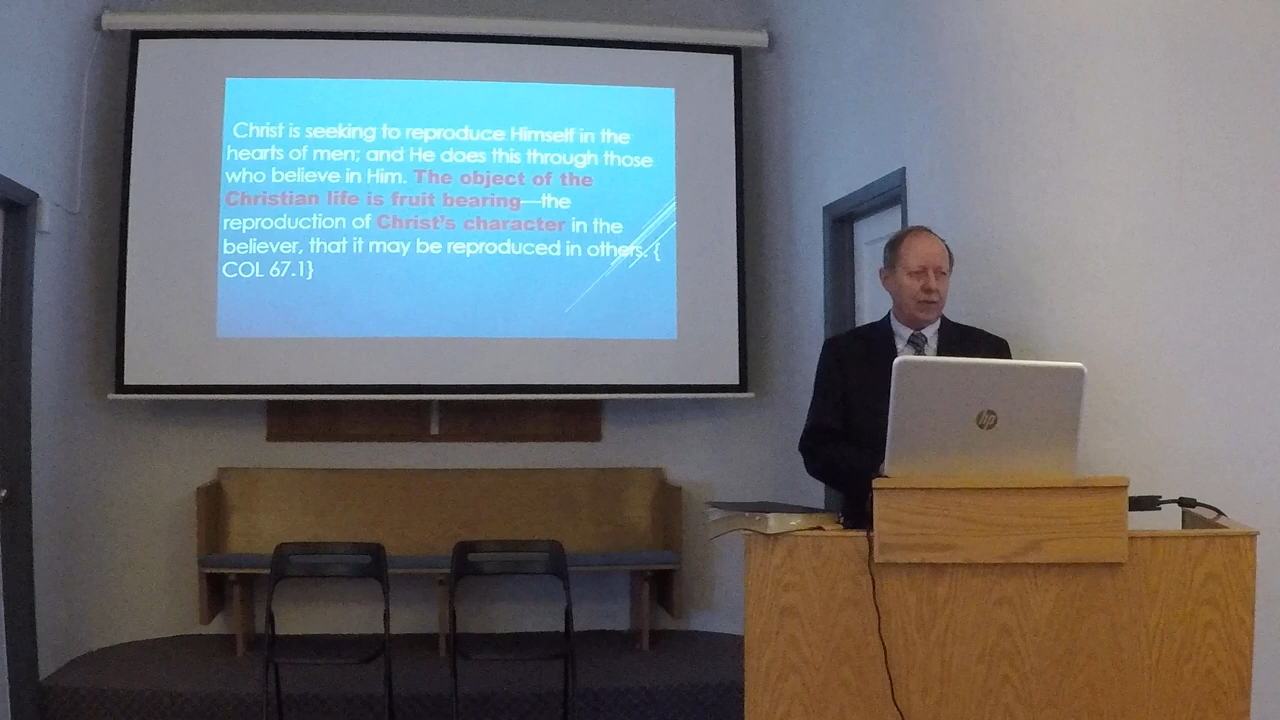 Christ is seeking to reproduce Himself in the
hearts of men; and He does this through those
who believe in Him. The object of the
Christian life is fruit bearing—the
reproduction of Christ's character in the
believer, that it may be reproduced in others. {
COL 67.1}
hp